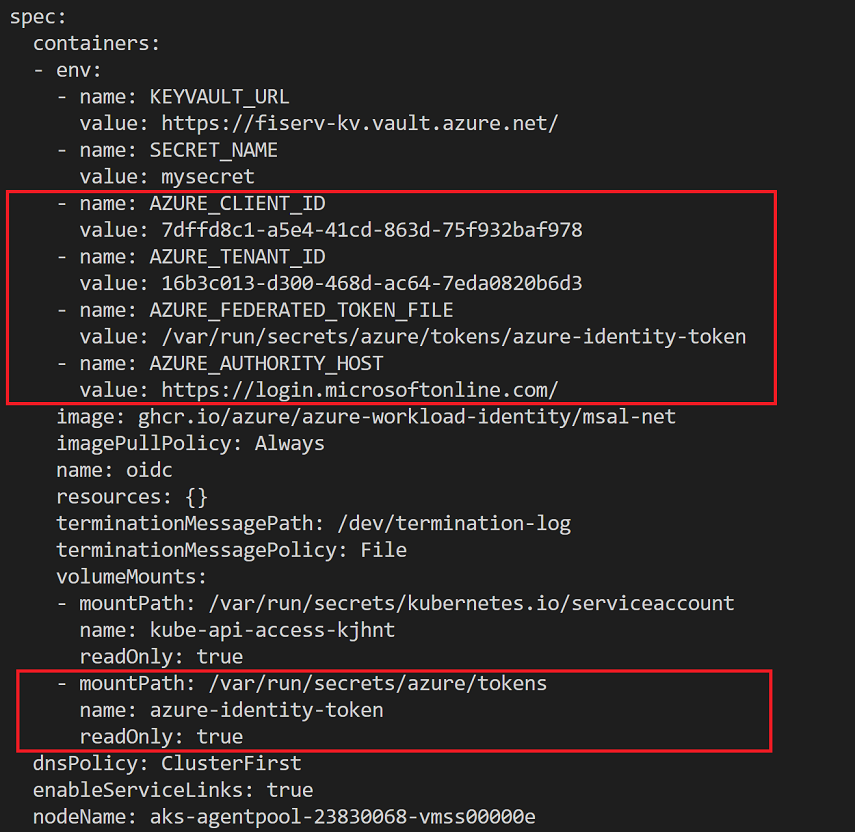 spec:
  containers:
  - env:
    - name: KEYVAULT_URL
      value: https://fiserv-kv.vault.azure.net/
    - name: SECRET_NAME
      value: mysecret
    - name: AZURE_CLIENT_ID
      value: 7dffd8c1-a5e4-41cd-863d-75f932baf978
    - name: AZURE_TENANT_ID
      value: 16b3c013-d300-468d-ac64-7eda0820b6d3
    - name: AZURE_FEDERATED_TOKEN_FILE
      value: /var/run/secrets/azure/tokens/azure-identity-token
    - name: AZURE_AUTHORITY_HOST
      value: https://login.microsoftonline.com/
    image: ghcr.io/azure/azure-workload-identity/msal-net
    imagePullPolicy: Always
    name: oidc
    resources: {}
    terminationMessagePath: /dev/termination-log
    terminationMessagePolicy: File
    volumeMounts:
    - mountPath: /var/run/secrets/kubernetes.io/serviceaccount
      name: kube-api-access-kjhnt
      readOnly: true
    - mountPath: /var/run/secrets/azure/tokens
      name: azure-identity-token
      readOnly: true
  dnsPolicy: ClusterFirst
  enableServiceLinks: true
  nodeName: aks-agentpool-23830068-vmss00000e